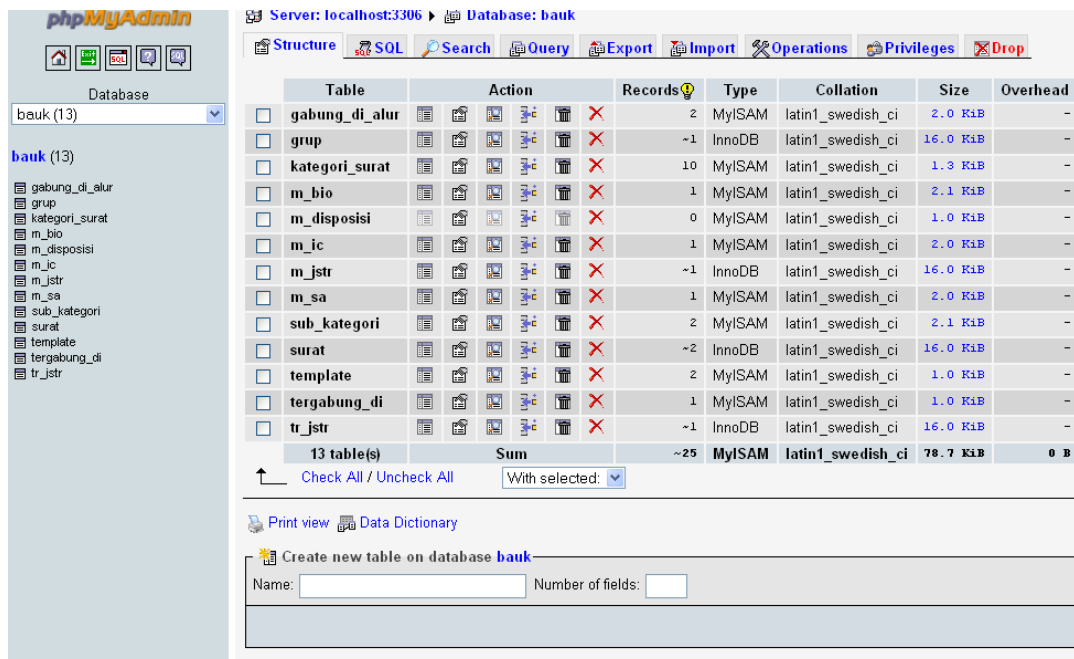 phpMyAdmin
Database
bauk (13)
bauk (13)
gabung_di_alur
grup
kategori_surat
m_bio
m_disposisi
m_ic
m_jstr
m_sa
sub_kategori
surat
template
tergabung_di
tr_jstr
Server: localhost:3306 Database: bauk
Structure SQL Search Query Export Import Operations Privileges Drop
Table Action Records Type Collation Size Overhead
gabung_di_alur 2 MyISAM latin1_swedish_ci 2.0 KiB -
grup ~1 InnoDB latin1_swedish_ci 16.0 KiB -
kategori_surat 10 MyISAM latin1_swedish_ci 1.3 KiB -
m_bio 1 MyISAM latin1_swedish_ci 2.1 KiB -
m_disposisi 0 MyISAM latin1_swedish_ci 1.0 KiB -
m_ic 1 MyISAM latin1_swedish_ci 2.0 KiB -
m_jstr ~1 InnoDB latin1_swedish_ci 16.0 KiB -
m_sa 1 MyISAM latin1_swedish_ci 2.0 KiB -
sub_kategori 2 MyISAM latin1_swedish_ci 2.1 KiB -
surat ~2 InnoDB latin1_swedish_ci 16.0 KiB -
template 2 MyISAM latin1_swedish_ci 1.0 KiB -
tergabung_di 1 MyISAM latin1_swedish_ci 1.0 KiB -
tr_jstr ~1 InnoDB latin1_swedish_ci 16.0 KiB -
13 table(s) Sum ~25 MyISAM latin1_swedish_ci 78.7 KiB 0 B
Check All / Uncheck All With selected:
Print view Data Dictionary
Create new table on database bauk
Name: Number of fields: